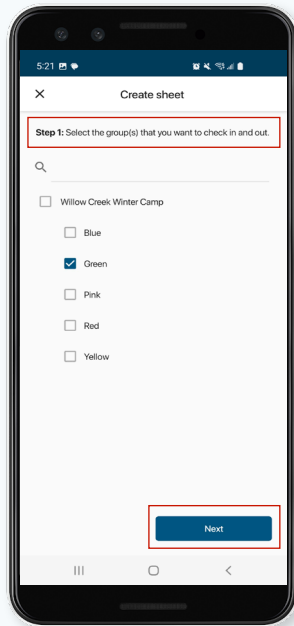 5:21
Create sheet
Step 1: Select the group(s) that you want to check in and out.
Willow Creek Winter Camp
Blue
Green
Pink
Red
Yellow
Next